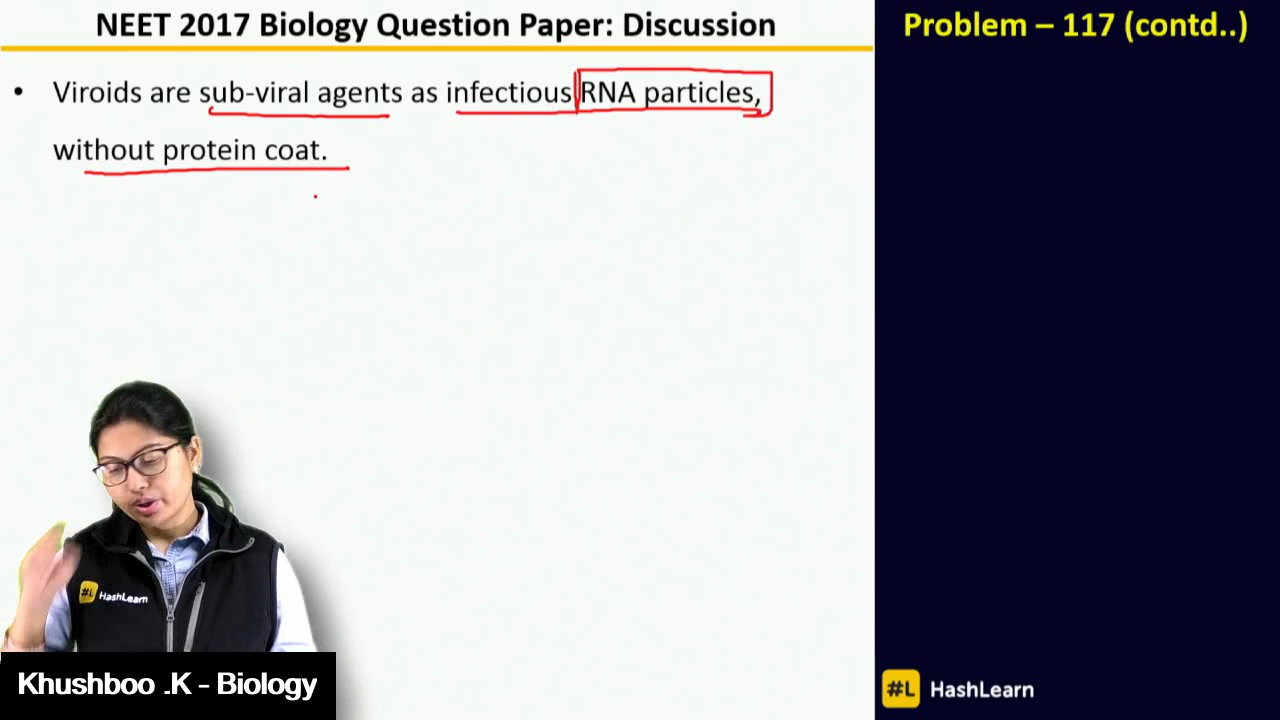 NEET 2017 Biology Question Paper: Discussion
Problem – 117 (contd..)
• Viroids are sub-viral agents as infectious RNA particles,
without protein coat.
#L HashLearn
Khushboo .K - Biology
#L HashLearn